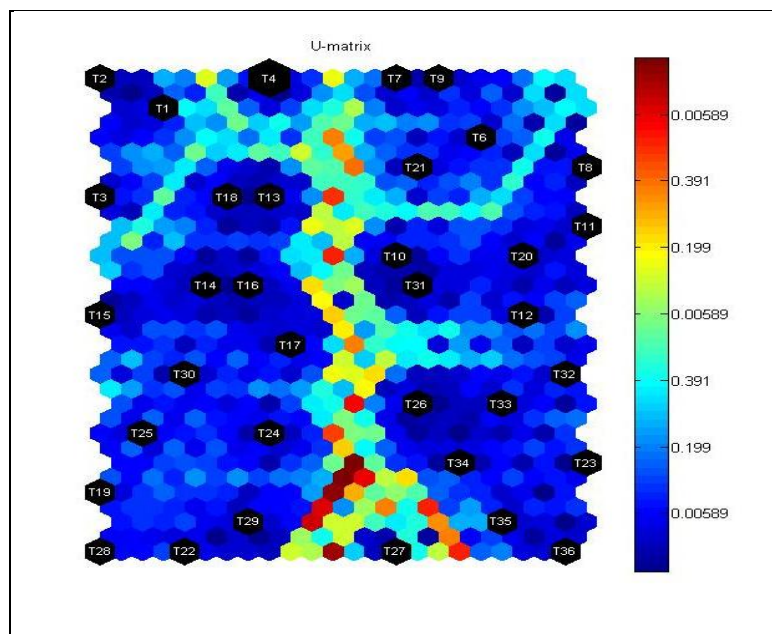 U-matrix
T2
T4
T7
T9
T1
T6
T21
T8
T3
T18
T13
T11
T10
T20
T14
T16
T31
T15
T12
T17
T30
T32
T26
T33
T25
T24
T34
T23
T19
T29
T35
T28
T22
T27
T36
0.00589
0.391
0.199
0.00589
0.391
0.199
0.00589